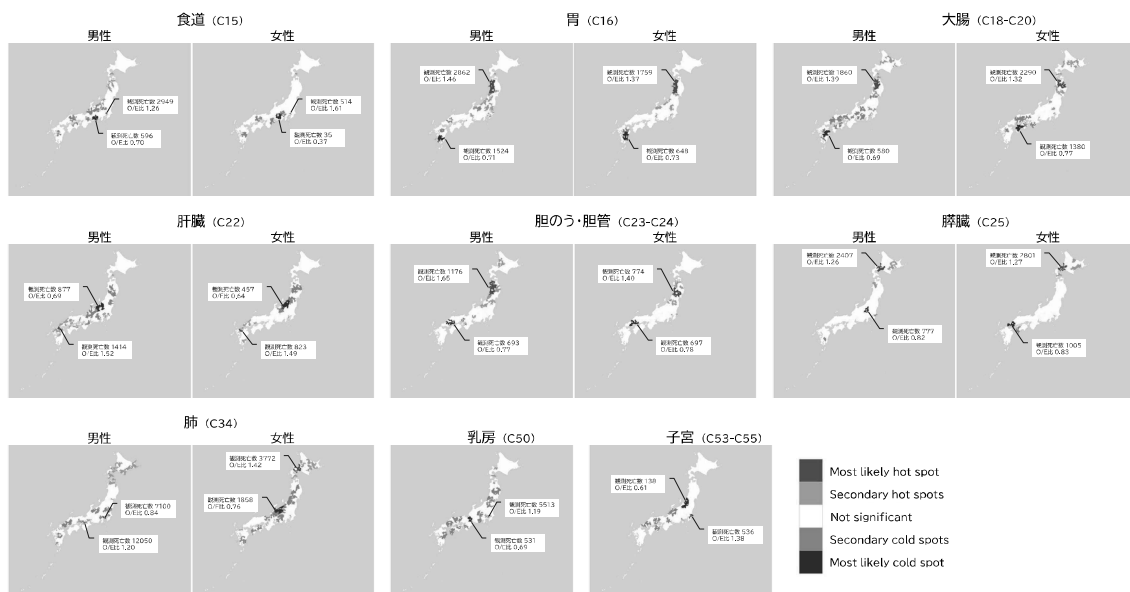 食道 (C15)
男性
女性
観測死亡数 2949
O/E比 1.26
観測死亡数 596
O/E比 0.70
観測死亡数 514
O/E比 1.61
観測死亡数 35
O/E比 0.37
胃 (C16)
男性
女性
観測死亡数 2062
O/E比 1.46
観測死亡数 1524
O/E比 0.71
観測死亡数 1759
O/E比 1.37
観測死亡数 648
O/E比 0.73
大腸 (C18-C20)
男性
女性
観測死亡数 1860
O/E比 1.39
観測死亡数 580
O/E比 0.69
観測死亡数 2290
O/E比 1.32
観測死亡数 1380
O/E比 0.77
肝臓 (C22)
男性
女性
観測死亡数 877
O/E比 0.69
観測死亡数 1414
O/E比 1.52
観測死亡数 457
O/E比 0.64
観測死亡数 823
O/E比 1.49
胆のう・胆管 (C23-C24)
男性
女性
観測死亡数 1176
O/E比 1.65
観測死亡数 693
O/E比 0.77
観測死亡数 774
O/E比 1.40
観測死亡数 697
O/E比 0.78
膵臓 (C25)
男性
女性
観測死亡数 2407
O/E比 1.26
観測死亡数 777
O/E比 0.82
観測死亡数 2801
O/E比 1.27
観測死亡数 1005
O/E比 0.83
肺 (C34)
男性
女性
観測死亡数 7100
O/E比 0.84
観測死亡数 12050
O/E比 1.20
観測死亡数 3772
O/E比 1.42
観測死亡数 1858
O/E比 0.76
乳房 (C50)
観測死亡数 5513
O/E比 1.19
観測死亡数 531
O/E比 0.69
子宮 (C53-C55)
観測死亡数 138
O/E比 0.61
観測死亡数 536
O/E比 1.38
Most likely hot spot
Secondary hot spots
Not significant
Secondary cold spots
Most likely cold spot